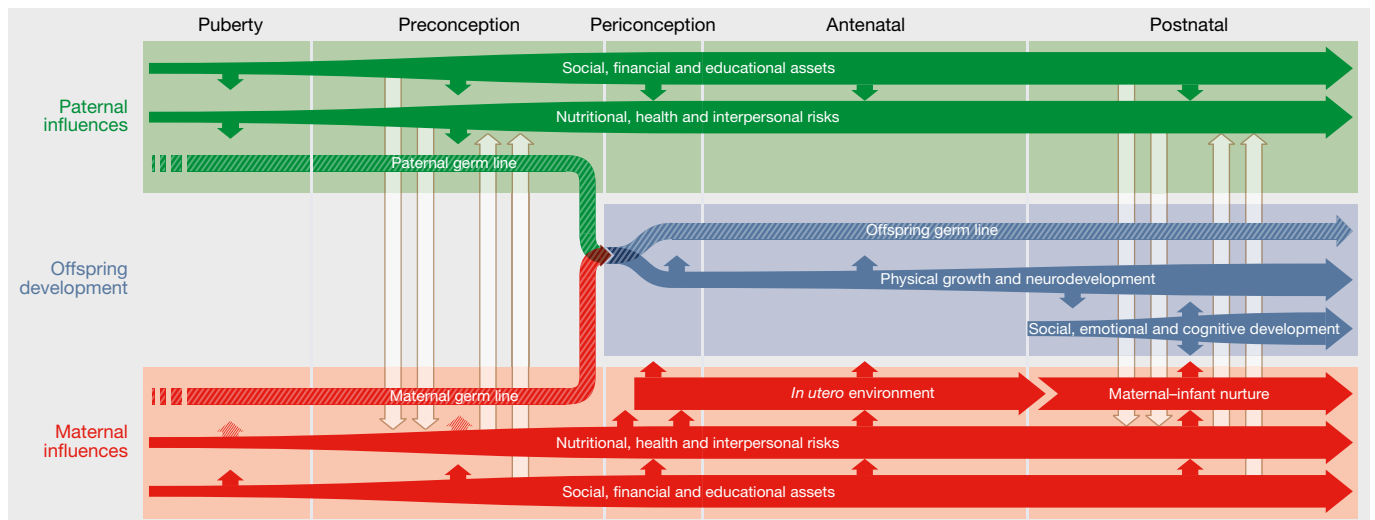 Puberty Preconception Periconception Antenatal Postnatal
Paternal
influences
Social, financial and educational assets
Nutritional, health and interpersonal risks
Paternal germ line
Offspring
development
Offspring germ line
Physical growth and neurodevelopment
Social, emotional and cognitive development
Maternal
influences
In utero environment
Maternal–infant nurture
Maternal germ line
Nutritional, health and interpersonal risks
Social, financial and educational assets